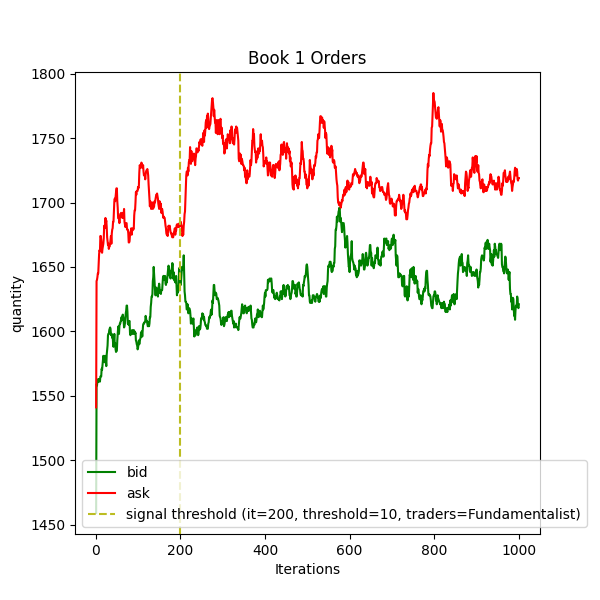 Book 1 Orders
1800
1750
1700
1650
1600
1550
1500
1450
quantity
bid
ask
signal threshold (it=200, threshold=10, traders=Fundamentalist)
0 200 400 600 800 1000
Iterations